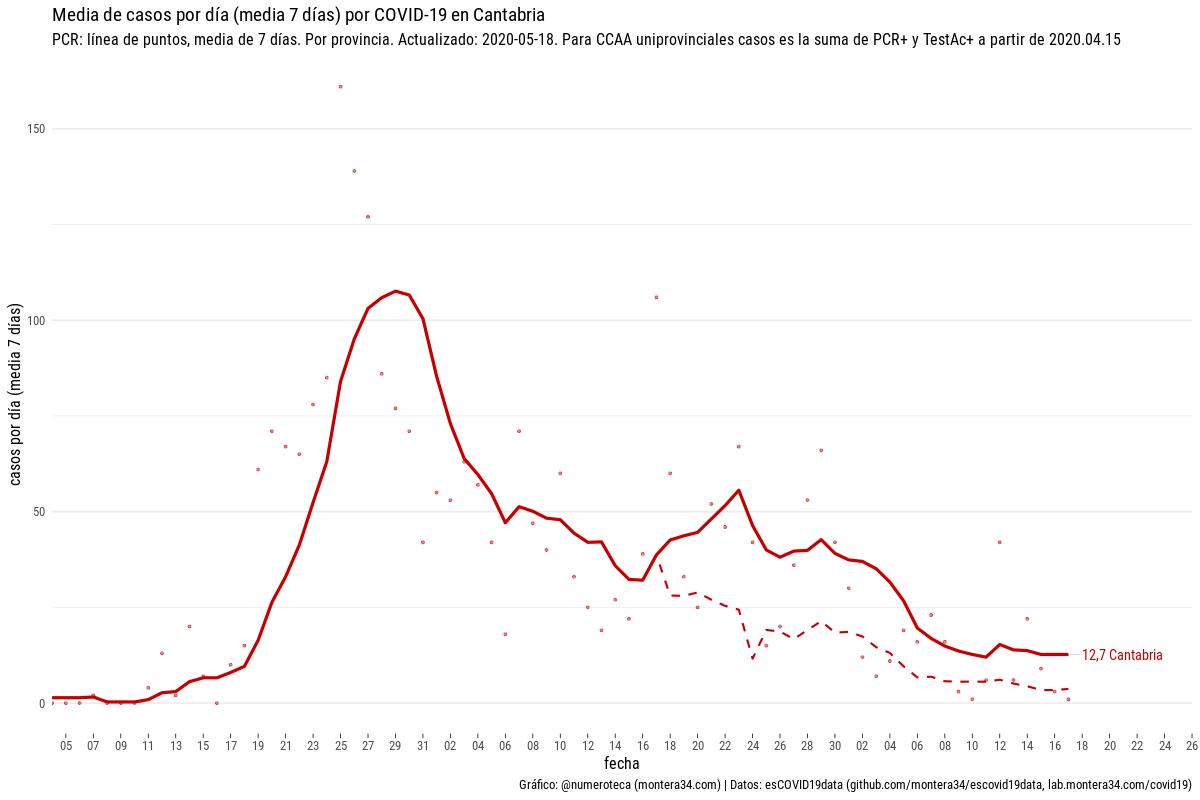 Media de casos por día (media 7 días) por COVID-19 en Cantabria
PCR: línea de puntos, media de 7 días. Por provincia. Actualizado: 2020-05-18. Para CCAA uniprovinciales casos es la suma de PCR+ y TestAc+ a partir de 2020.04.15
casos por día (media 7 días)
150
100
50
0
12,7 Cantabria
05 07 09 11 13 15 17 19 21 23 25 27 29 31 02 04 06 08 10 12 14 16 18 20 22 24 26 28 30 02 04 06 08 10 12 14 16 18 20 22 24 26
fecha
Gráfico: @numeroteca (montera34.com) | Datos: esCOVID19data (github.com/montera34/escovid19data, lab.montera34.com/covid19)